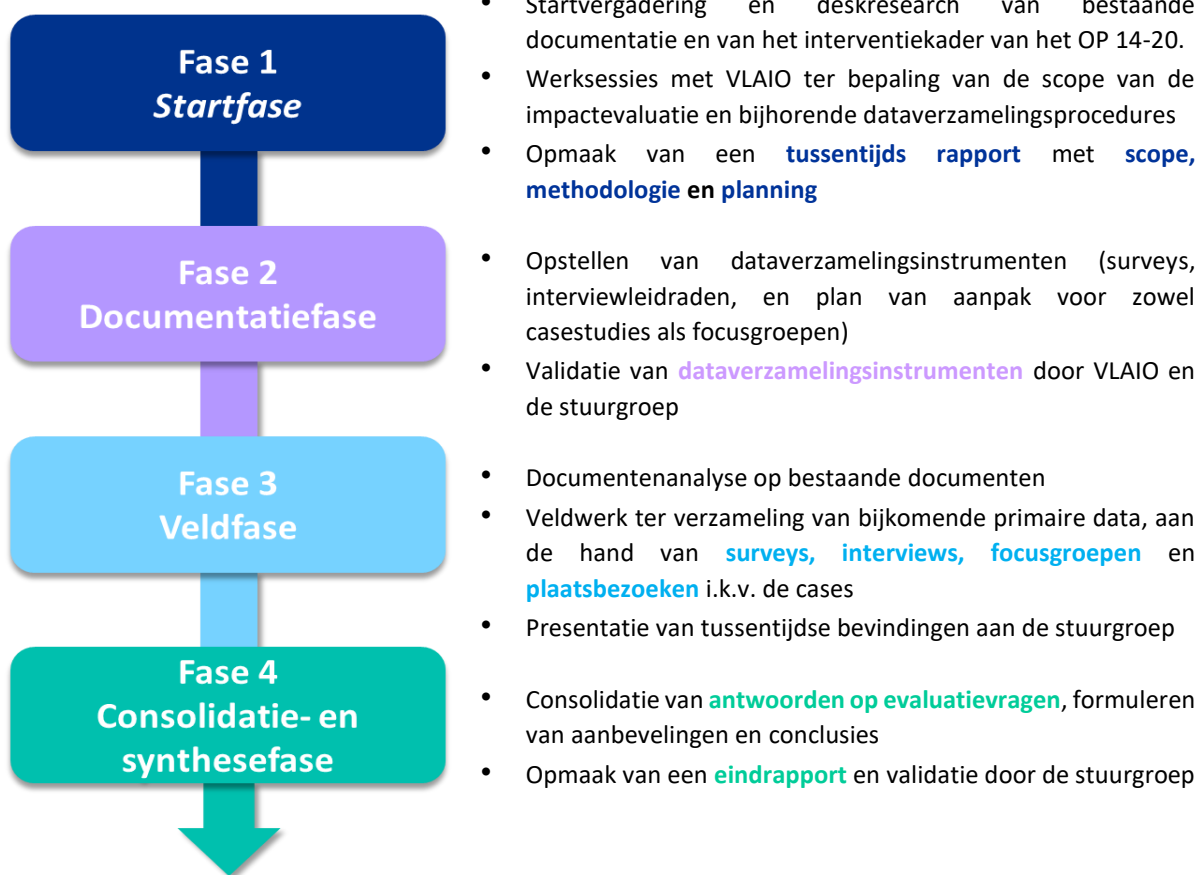 Fase 1
Startfase
• Startvergadering en deskresearch van bestaande
documentatie en van het interventiekader van het OP 14-20.
• Werksessies met VLAIO ter bepaling van de scope van de
impactevaluatie en bijhorende dataverzamelingsprocedures
• Opmaak van een tussentijds rapport met scope,
methodologie en planning
Fase 2
Documentatiefase
• Opstellen van dataverzamelingsinstrumenten (surveys,
interviewleidraden, en plan van aanpak voor zowel
casestudies als focusgroepen)
• Validatie van dataverzamelingsinstrumenten door VLAIO en
de stuurgroep
Fase 3
Veldfase
• Documentenanalyse op bestaande documenten
• Veldwerk ter verzameling van bijkomende primaire data, aan
de hand van surveys, interviews, focusgroepen en
plaatsbezoeken i.k.v. de cases
• Presentatie van tussentijdse bevindingen aan de stuurgroep
Fase 4
Consolidatie- en
synthesefase
• Consolidatie van antwoorden op evaluatievragen, formuleren
van aanbevelingen en conclusies
• Opmaak van een eindrapport en validatie door de stuurgroep